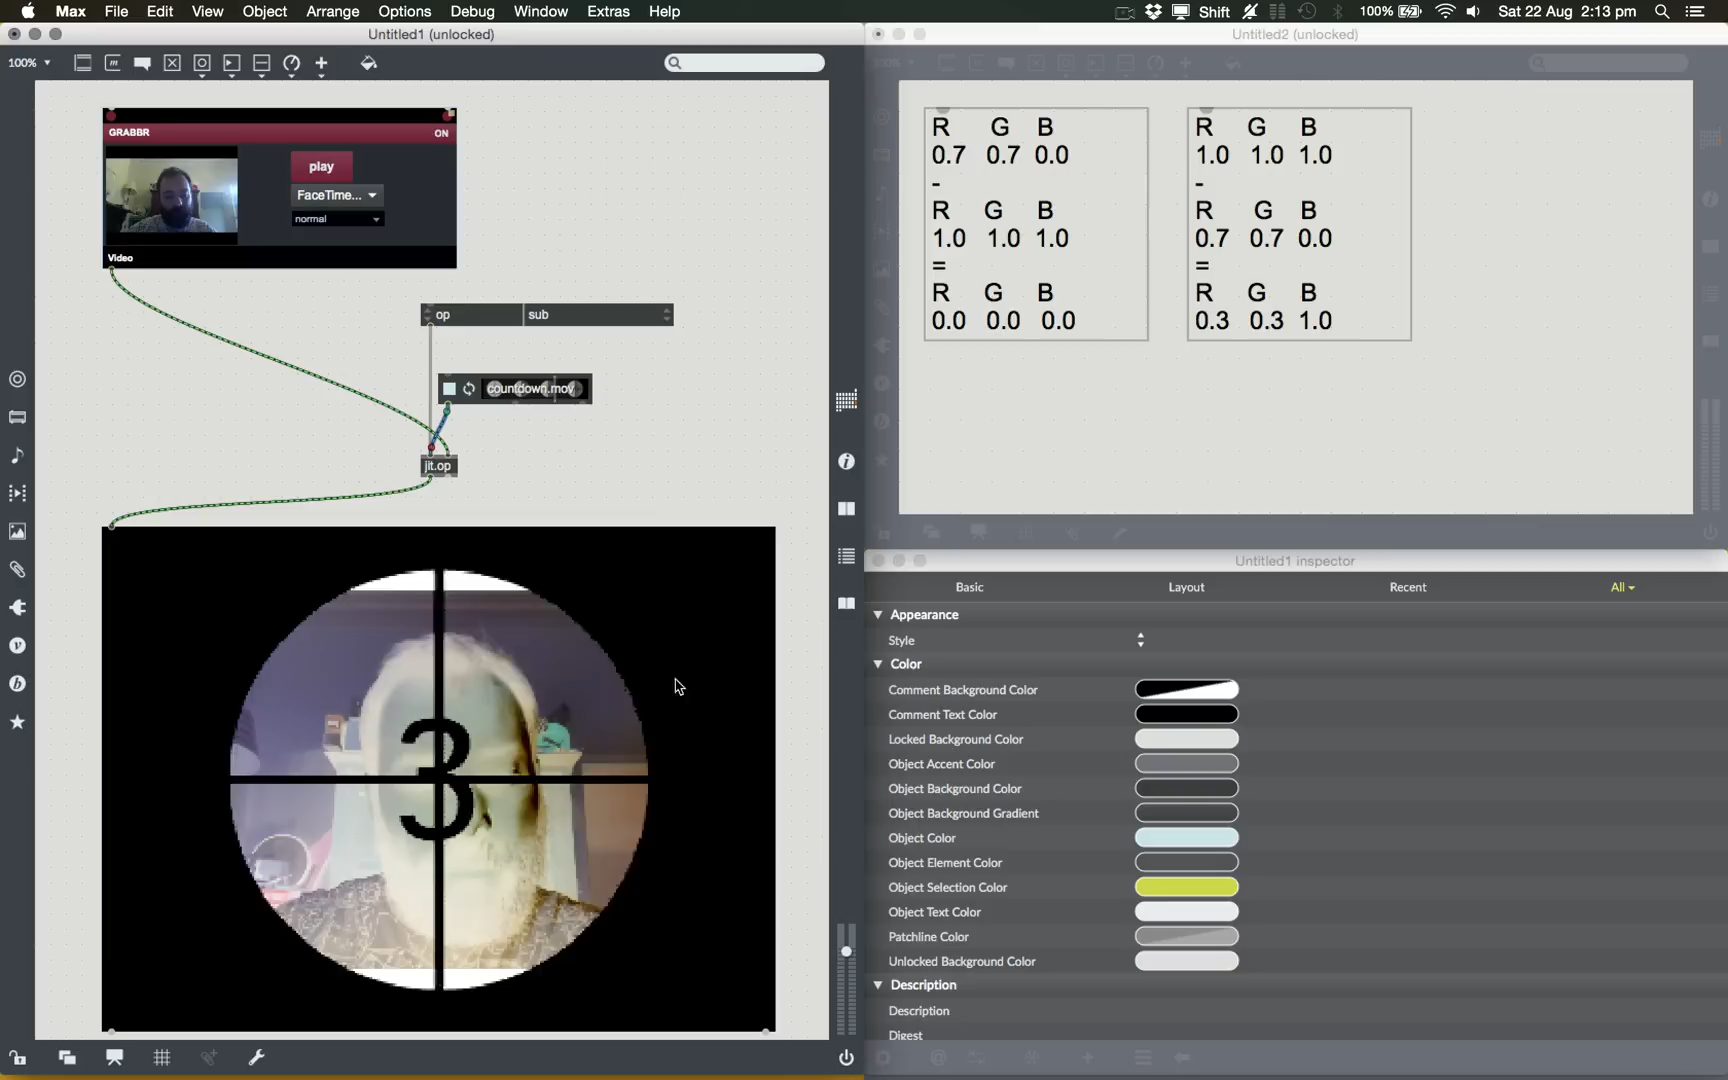 Max File Edit View Object Arrange Options Debug Window Extras Help Shift 100% Sat 22 Aug 2:13 pm
Untitled1 (unlocked)
100%
GRABBR ON
play
FaceTime...
normal
Video
op sub
countdown.mov
jit.op
3
Untitled2 (unlocked)
R G B
0.7 0.7 0.0
-
R G B
1.0 1.0 1.0
=
R G B
0.0 0.0 0.0
R G B
1.0 1.0 1.0
-
R G B
0.7 0.7 0.0
=
R G B
0.3 0.3 1.0
Untitled1 inspector
Basic Layout Recent All
Appearance
Style
Color
Comment Background Color
Comment Text Color
Locked Background Color
Object Accent Color
Object Background Color
Object Background Gradient
Object Color
Object Element Color
Object Selection Color
Object Text Color
Patchline Color
Unlocked Background Color
Description
Description
Digest